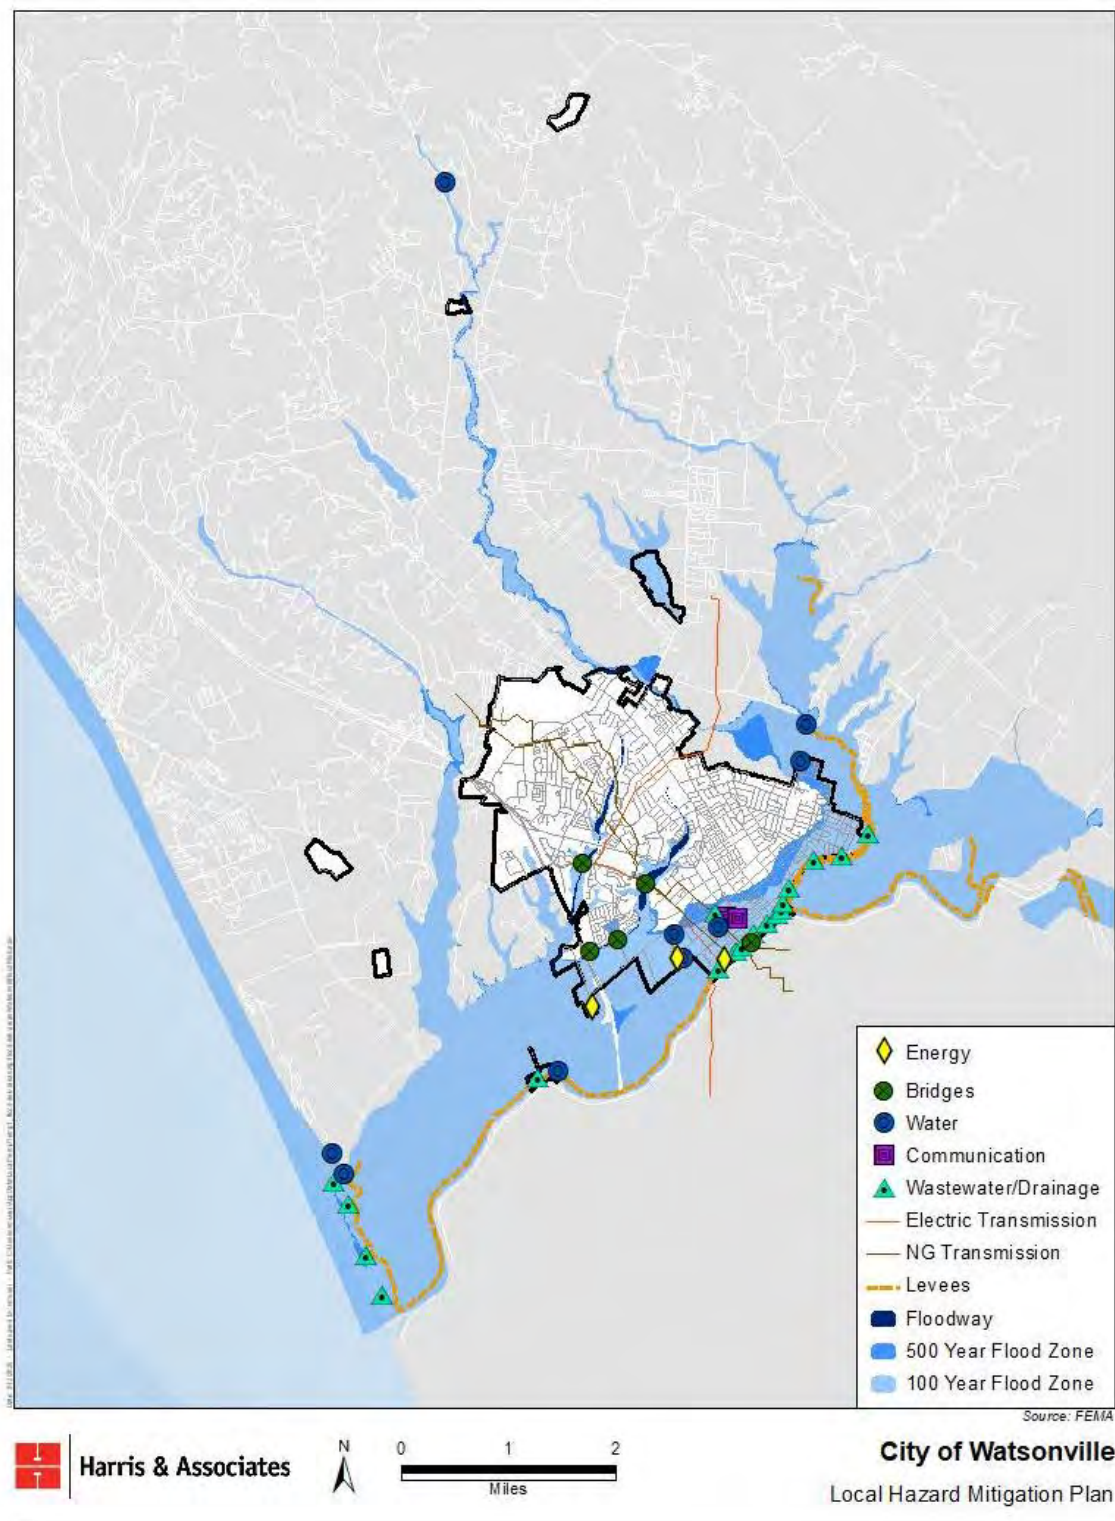 Energy
Bridges
Water
Communication
Wastewater/Drainage
Electric Transmission
NG Transmission
Levees
Floodway
500 Year Flood Zone
100 Year Flood Zone
Source: FEMA
Harris & Associates
N
0 1 2
Miles
City of Watsonville
Local Hazard Mitigation Plan